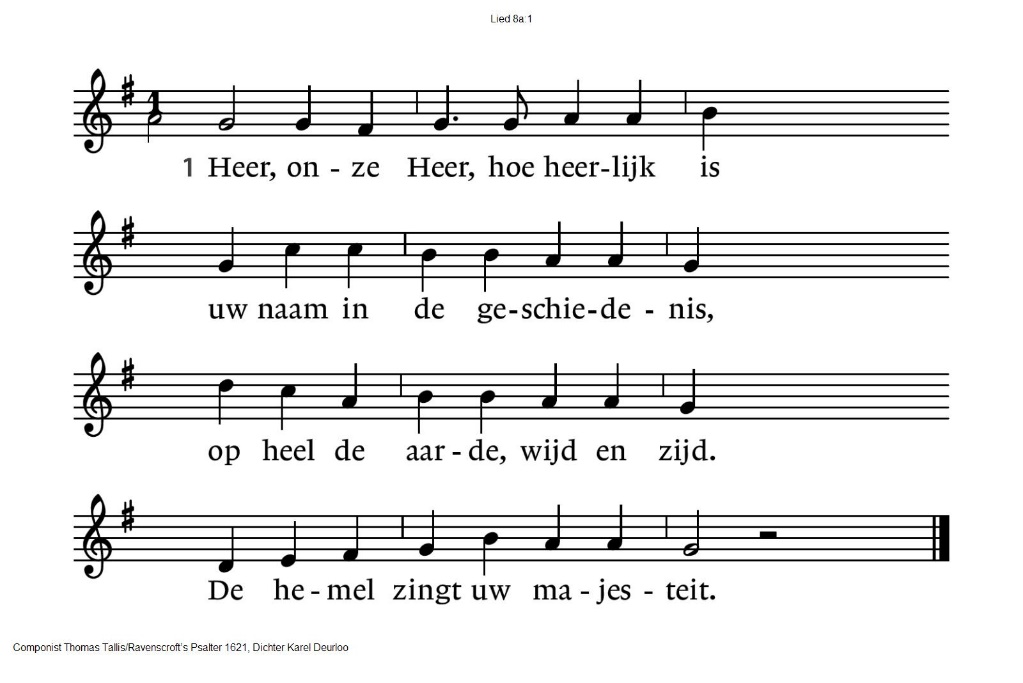 Lied 8a:1
1
1 Heer, on - ze Heer, hoe heer-lijk is
uw naam in de ge-schie-de - nis,
op heel de aar - de, wijd en zijd.
De he - mel zingt uw ma - jes - teit.
Componist Thomas Tallis/Ravenscroft's Psalter 1621, Dichter Karel Deurloo